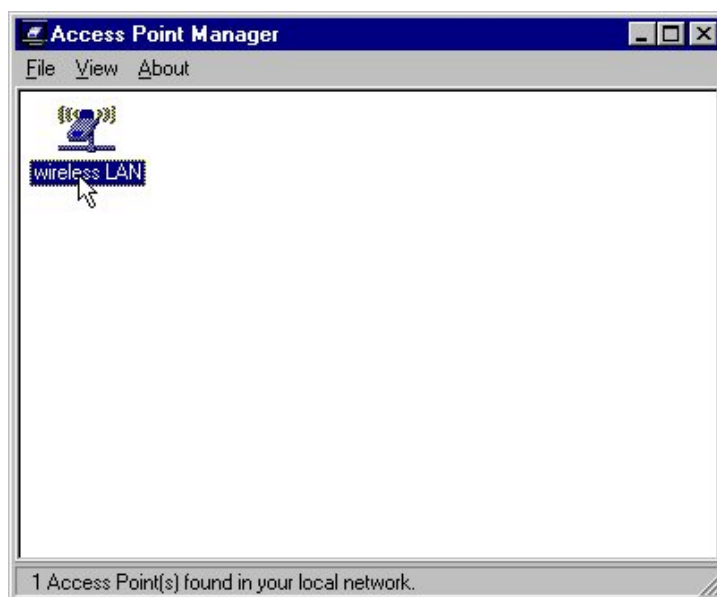 Access Point Manager
File View About
wireless LAN
1 Access Point(s) found in your local network.